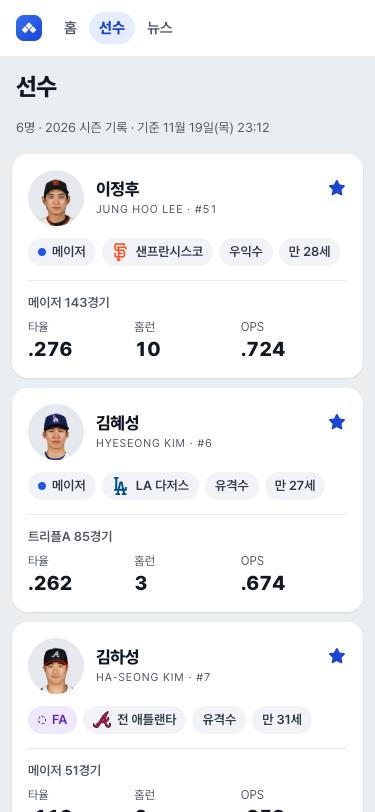 홈 선수 뉴스
선수
6명 · 2026 시즌 기록 · 기준 11월 19일(목) 23:12
이정후
JUNG HOO LEE · #51
메이저 샌프란시스코 우익수 만 28세
메이저 143경기
타율 홈런 OPS
.276 10 .724
김혜성
HYESEONG KIM · #6
메이저 LA 다저스 유격수 만 27세
트리플A 85경기
타율 홈런 OPS
.262 3 .674
김하성
HA-SEONG KIM · #7
FA 전 애틀랜타 유격수 만 31세
메이저 51경기
타율 홈런 OPS